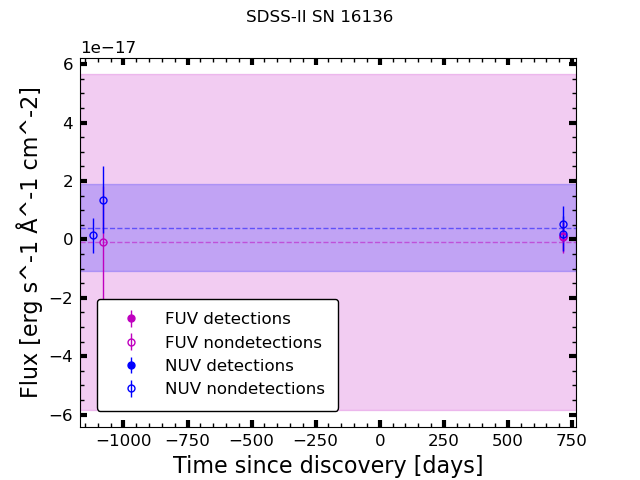 SDSS-II SN 16136
1e−17
6
4
2
0
−2
−4
−6
Flux [erg s^-1 Å^-1 cm^-2]
FUV detections
FUV nondetections
NUV detections
NUV nondetections
−1000 −750 −500 −250 0 250 500 750
Time since discovery [days]